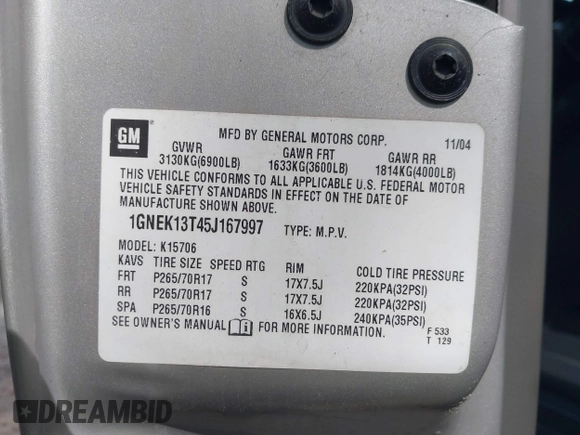 GM
MFD BY GENERAL MOTORS CORP. 11/04
GVWR GAWR FRT GAWR RR
3130KG(6900LB) 1633KG(3600LB) 1814KG(4000LB)
THIS VEHICLE CONFORMS TO ALL APPLICABLE U.S. FEDERAL MOTOR
VEHICLE SAFETY STANDARDS IN EFFECT ON THE DATE OF
MANUFACTURE SHOWN ABOVE.
1GNEK13T45J167997 TYPE: M.P.V.
MODEL: K15706
KAVS TIRE SIZE SPEED RTG RIM COLD TIRE PRESSURE
FRT P265/70R17 S 17X7.5J 220KPA(32PSI)
RR P265/70R17 S 17X7.5J 220KPA(32PSI)
SPA P265/70R16 S 16X6.5J 240KPA(35PSI)
SEE OWNER'S MANUAL i FOR MORE INFORMATION. F 533
T 129
DREAMBID